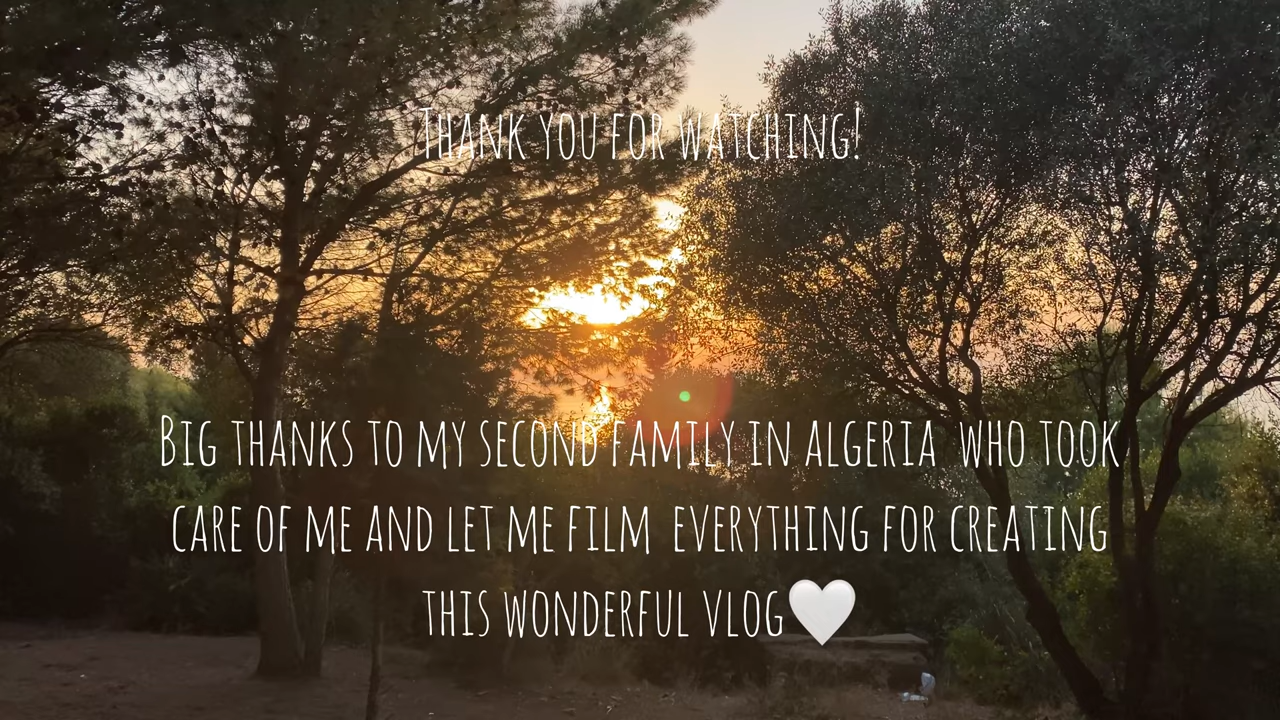 Thank you for watching!
Big thanks to my second family in Algeria who took
care of me and let me film everything for creating
this wonderful vlog🤍